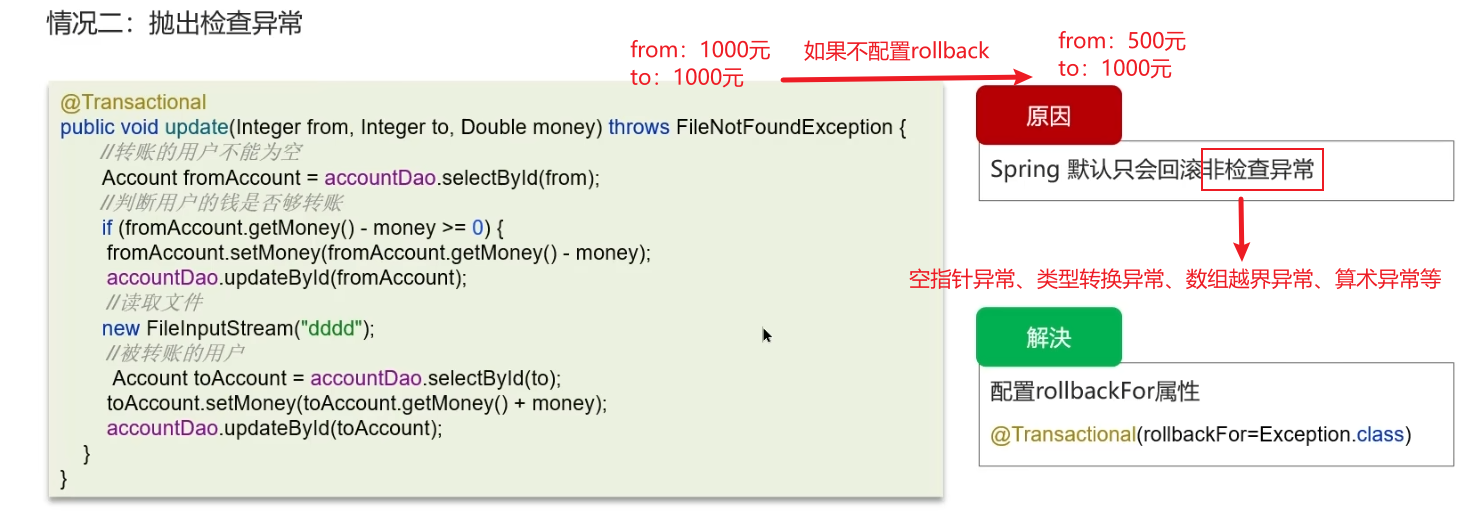 情况二：抛出检查异常
from：1000元
to：1000元
如果不配置rollback
from：500元
to：1000元
@Transactional
public void update(Integer from, Integer to, Double money) throws FileNotFoundException {
//转账的用户不能为空
Account fromAccount = accountDao.selectById(from);
//判断用户的钱是否够转账
if (fromAccount.getMoney() - money >= 0) {
fromAccount.setMoney(fromAccount.getMoney() - money);
accountDao.updateById(fromAccount);
//读取文件
new FileInputStream("dddd");
//被转账的用户
Account toAccount = accountDao.selectById(to);
toAccount.setMoney(toAccount.getMoney() + money);
accountDao.updateById(toAccount);
}
}
原因
Spring 默认只会回滚非检查异常
空指针异常、类型转换异常、数组越界异常、算术异常等
解决
配置rollbackFor属性
@Transactional(rollbackFor=Exception.class)